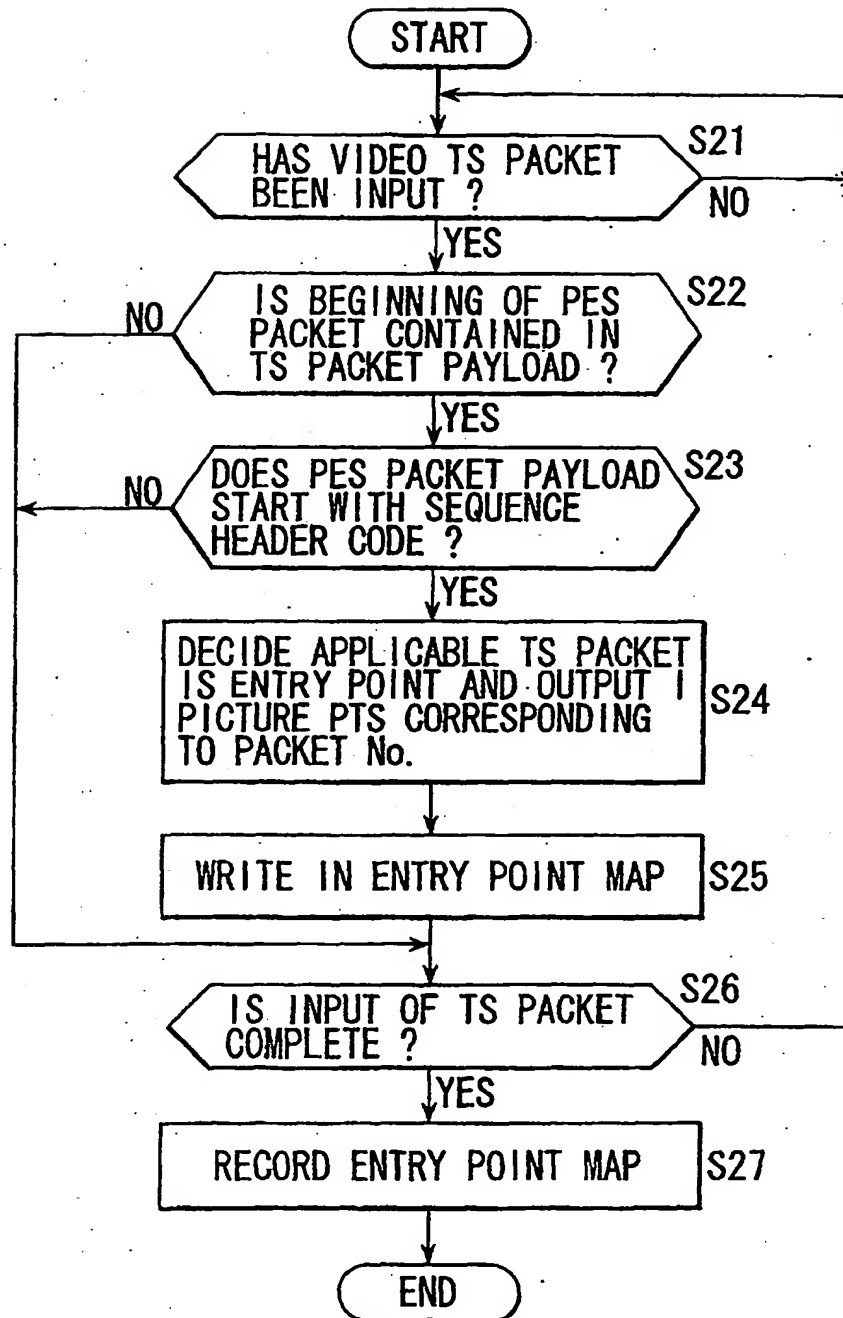 START
S21
HAS VIDEO TS PACKET
BEEN INPUT ?
NO
YES
S22
IS BEGINNING OF PES
PACKET CONTAINED IN
TS PACKET PAYLOAD ?
NO
YES
S23
DOES PES PACKET PAYLOAD
START WITH SEQUENCE
HEADER CODE ?
NO
YES
DECIDE APPLICABLE TS PACKET
IS ENTRY POINT AND OUTPUT I
PICTURE PTS CORRESPONDING
TO PACKET No.
S24
WRITE IN ENTRY POINT MAP
S25
S26
IS INPUT OF TS PACKET
COMPLETE ?
NO
YES
RECORD ENTRY POINT MAP
S27
END